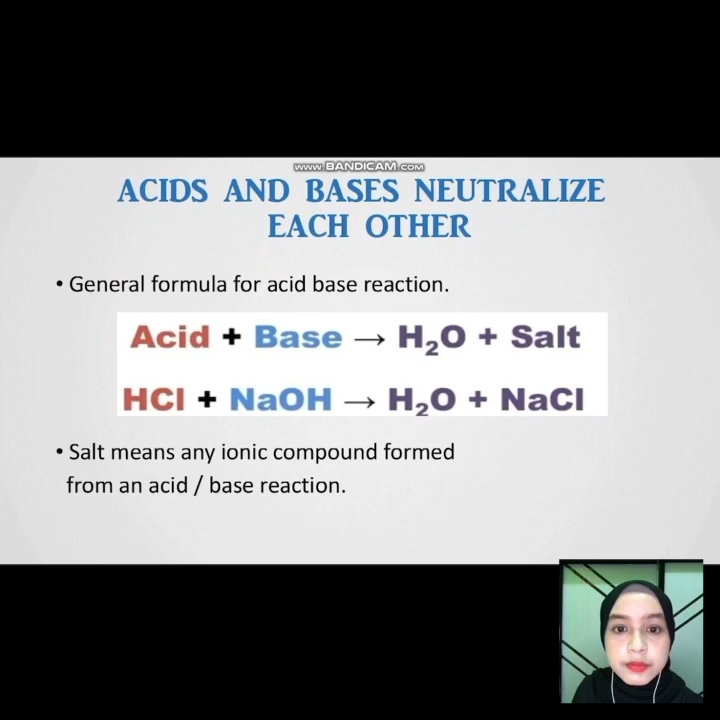 www.BANDICAM.COM
ACIDS AND BASES NEUTRALIZE
EACH OTHER
• General formula for acid base reaction.
Acid + Base → H₂O + Salt
HCl + NaOH → H₂O + NaCl
• Salt means any ionic compound formed
from an acid / base reaction.